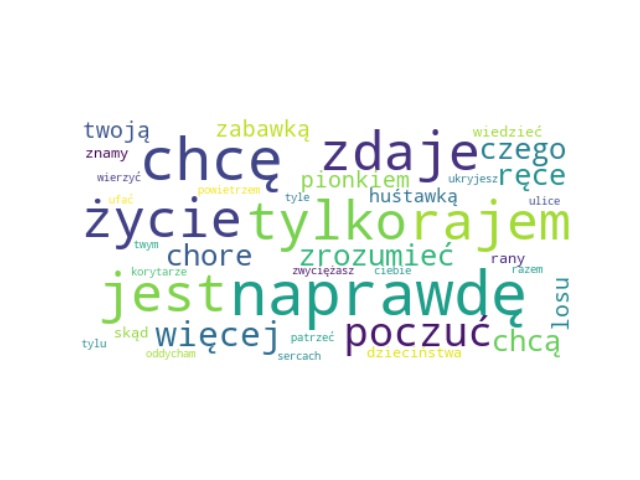 twoją zabawką wiedzieć
znamy chcę zdaje czego
wierzyć pionkiem ukryjesz ręce
ufać powietrzem tyle huśtawką ulice
życie tylko rajem
twym chore zrozumieć rany
korytarze zwyciężasz ciebie razem
jest naprawdę losu
skąd więcej patrzeć poczuć chcą
tylu oddycham sercach dzieciństwa